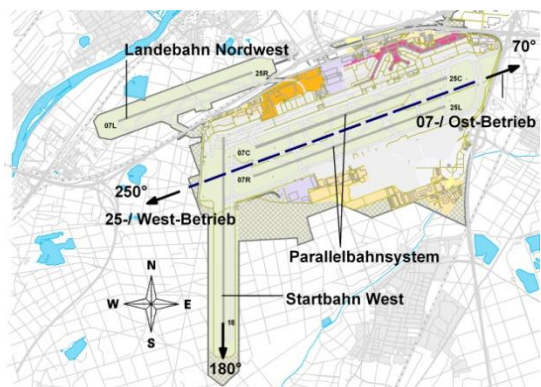 Landebahn Nordwest
70°
25R
25C
07L
25L
07C
07-/ Ost-Betrieb
07R
250°
25-/ West-Betrieb
Parallelbahnsystem
N
W
E
S
Startbahn West
18
180°